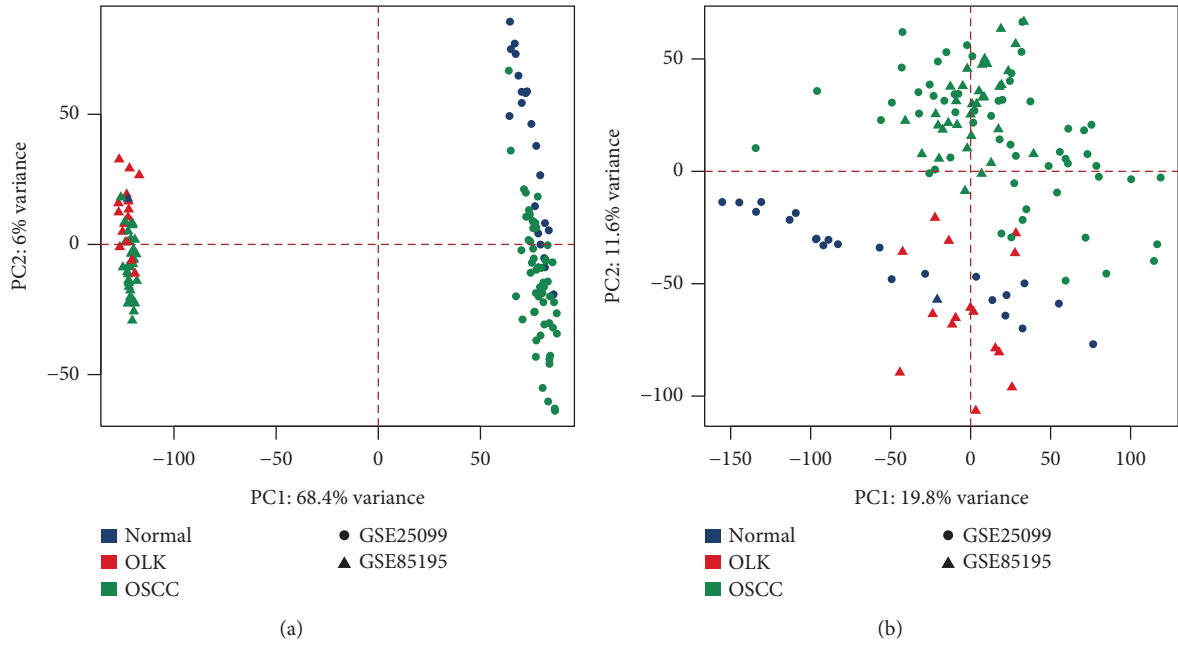 50
0
−50
PC2: 6% variance
−100
−50
0
50
PC1: 68.4% variance
Normal
OLK
OSCC
GSE25099
GSE85195
(a)
50
0
−50
−100
PC2: 11.6% variance
−150
−100
−50
0
50
100
PC1: 19.8% variance
Normal
OLK
OSCC
GSE25099
GSE85195
(b)